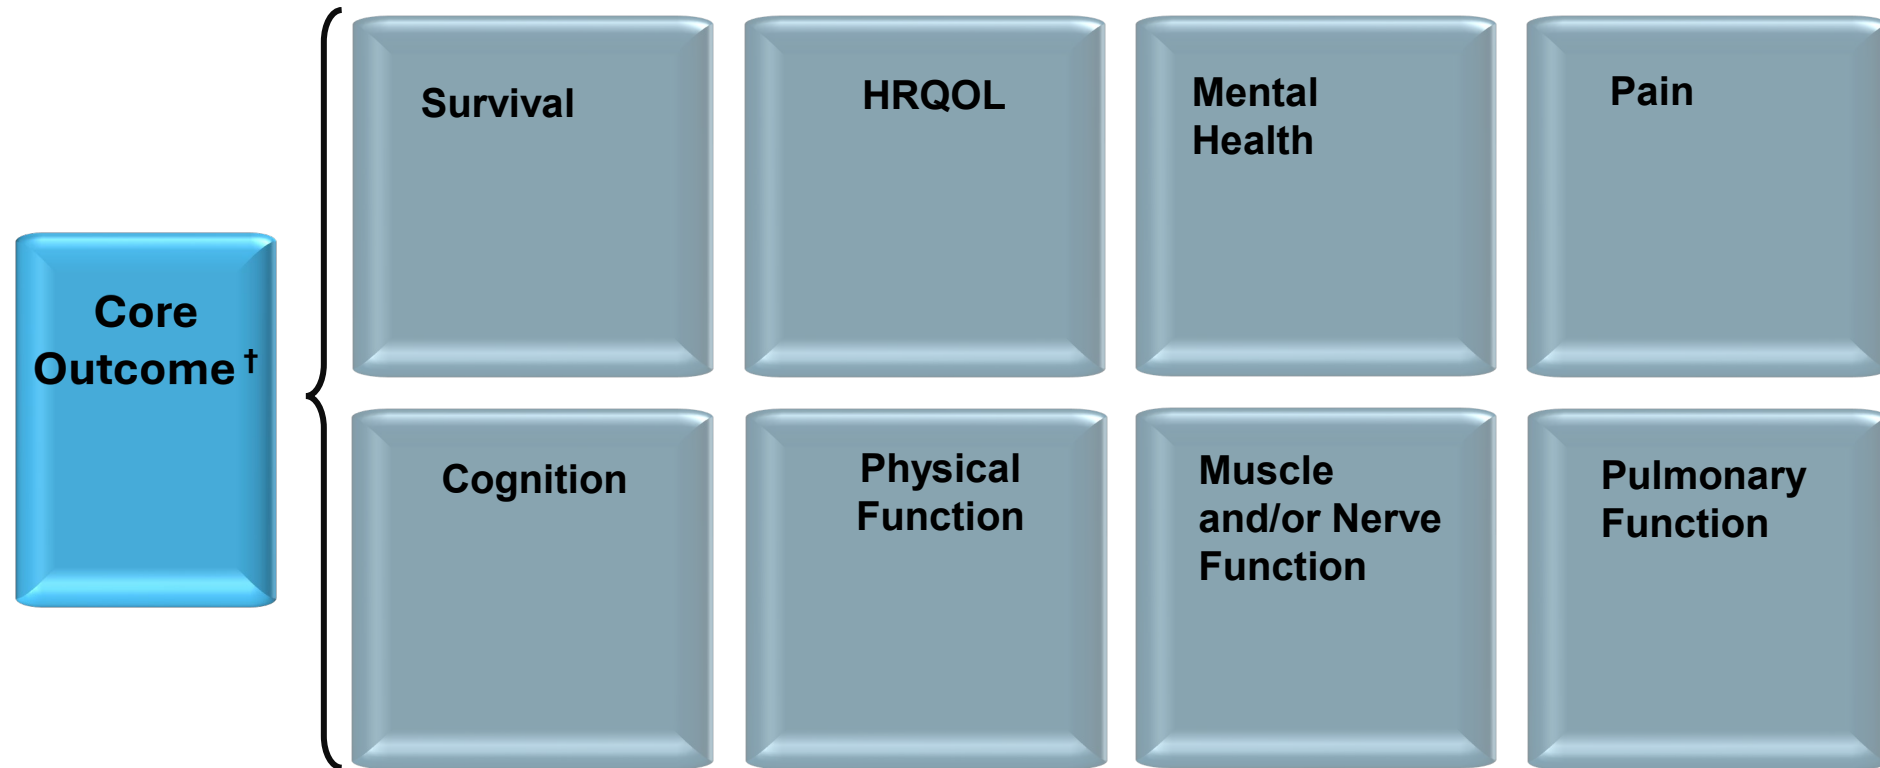 Core
Outcome †
Survival
HRQOL
Mental
Health
Pain
Cognition
Physical
Function
Muscle
and/or Nerve
Function
Pulmonary
Function